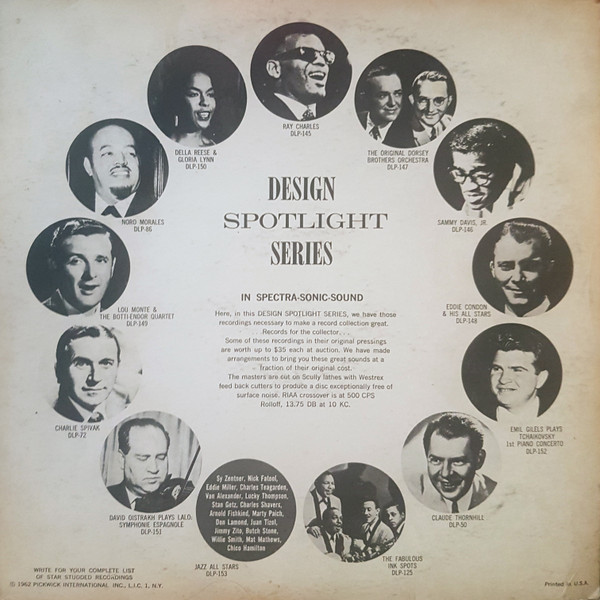 RAY CHARLES
DLP-145
DELLA REESE &
GLORIA LYNN
DLP-150
THE ORIGINAL DORSEY
BROTHERS ORCHESTRA
DLP-147
NORO MORALES
DLP-86
SAMMY DAVIS, JR.
DLP-146
DESIGN
SPOTLIGHT
SERIES
LOU MONTE &
THE BOTTI-ENDOR QUARTET
DLP-149
EDDIE CONDON
& HIS ALL STARS
DLP-148
IN SPECTRA-SONIC-SOUND
Here, in this DESIGN SPOTLIGHT SERIES, we have those
recordings necessary to make a record collection great.
Records for the collector. . .
Some of these recordings in their original pressings
are worth up to $35 each at auction. We have made
arrangements to bring you these great sounds at a
fraction of their original cost.
The masters are cut on Scully lathes with Westrex
feed back cutters to produce a disc exceptionally free of
surface noise. RIAA crossover is at 500 CPS
Rolloff, 13.75 DB at 10 KC.
CHARLIE SPIVAK
DLP-72
EMIL GILELS PLAYS
TCHAIKOVSKY
1st PIANO CONCERTO
DLP-152
DAVID OISTRAKH PLAYS LALO:
SYMPHONIE ESPAGNOLE
DLP-151
Sy Zentner, Nick Fatool,
Eddie Miller, Charles Teagarden,
Van Alexander, Lucky Thompson,
Stan Getz, Charles Shavers,
Arnold Fishkind, Marty Paich,
Don Lamond, Juan Tizol,
Jimmy Zito, Butch Stone,
Willie Smith, Mat Mathews,
Chico Hamilton
JAZZ ALL STARS
DLP-153
THE FABULOUS
INK SPOTS
DLP-125
CLAUDE THORNHILL
DLP-50
WRITE FOR YOUR COMPLETE LIST
OF STAR STUDDED RECORDINGS
© 1962 PICKWICK INTERNATIONAL INC., L.I.C. 1, N.Y.
Printed in U.S.A.